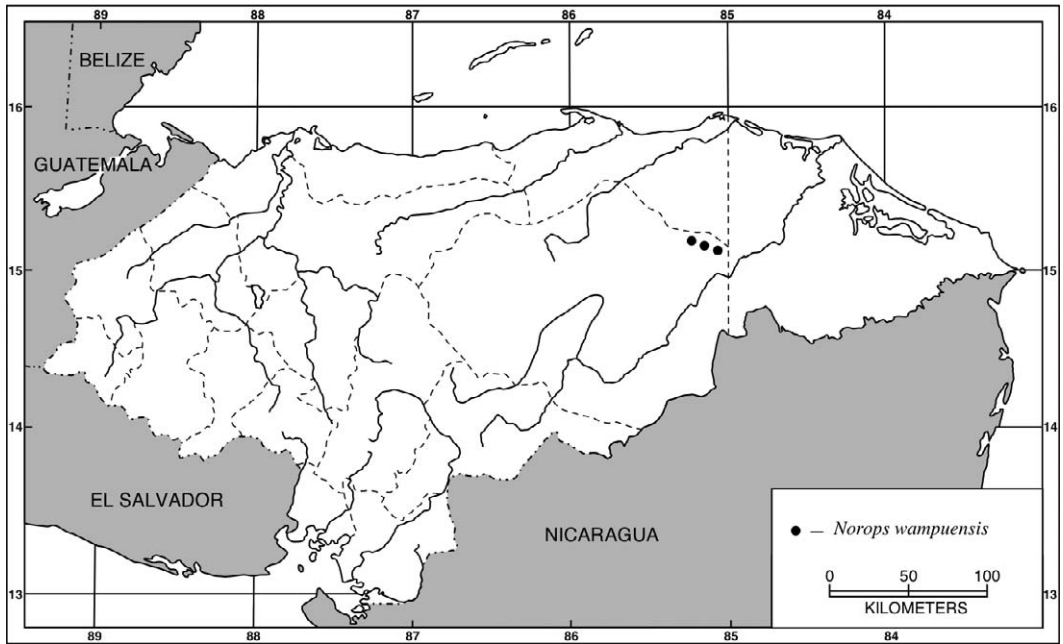 89 88 87 86 85 84
BELIZE
16 16
GUATEMALA
15 15
14 14
EL SALVADOR
NICARAGUA
● – Norops wampuensis
0 50 100
KILOMETERS
13 13
89 88 87 86 85 84